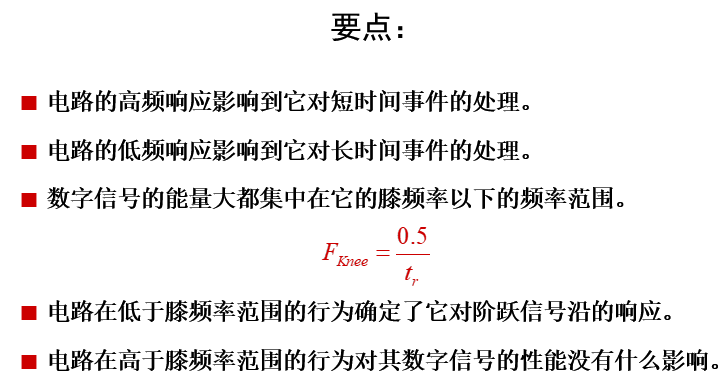 要点：
■ 电路的高频响应影响到它对短时间事件的处理。
■ 电路的低频响应影响到它对长时间事件的处理。
■ 数字信号的能量大都集中在它的膝频率以下的频率范围。
F_{Knee} = \frac{0.5}{t_r}
■ 电路在低于膝频率范围的行为确定了它对阶跃信号沿的响应。
■ 电路在高于膝频率范围的行为对其数字信号的性能没有什么影响。